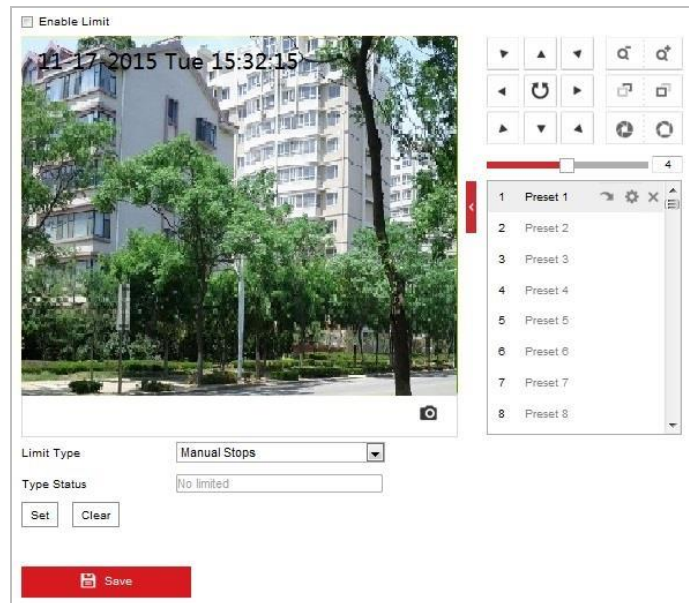 Enable Limit
11-17-2015 Tue 15:32:15
4
1 Preset 1
2 Preset 2
3 Preset 3
4 Preset 4
5 Preset 5
6 Preset 6
7 Preset 7
8 Preset 8
Limit Type Manual Stops
Type Status No limited
Set Clear
Save